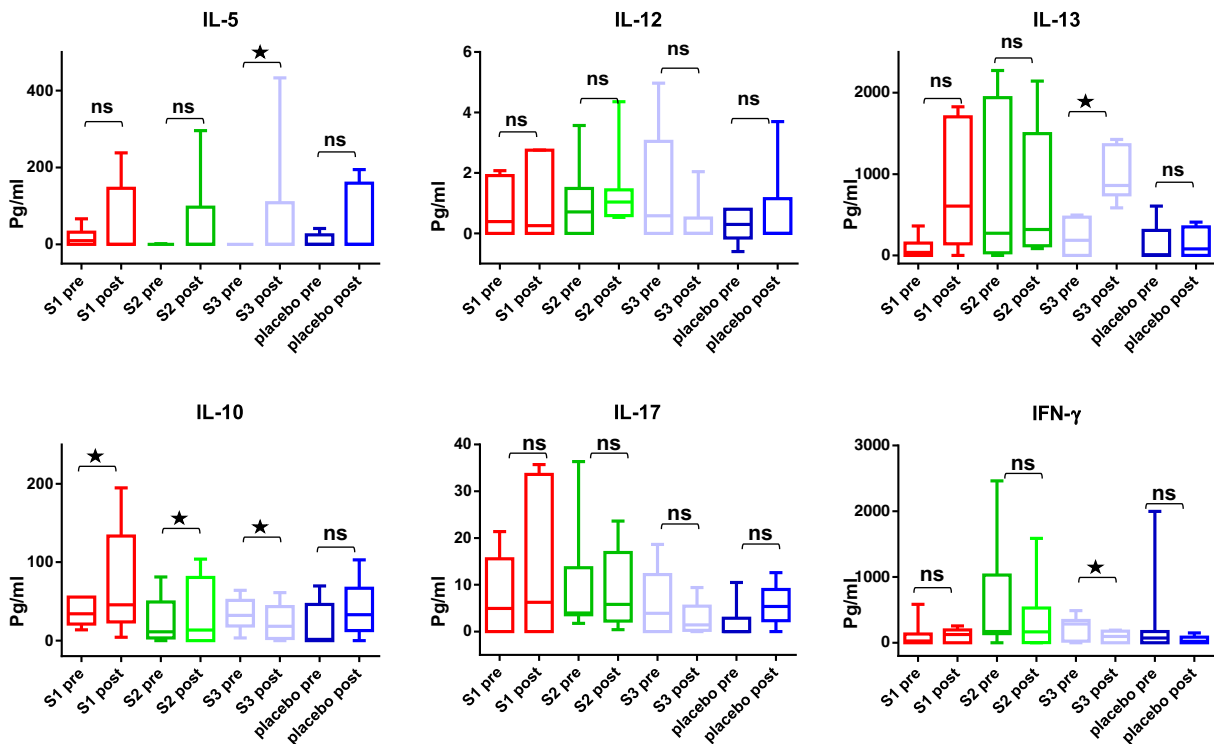 IL-5
ns
ns
★
ns
Pg/ml
400
200
0
S1 pre
S1 post
S2 pre
S2 post
S3 pre
S3 post
placebo pre
placebo post
IL-12
ns
ns
ns
ns
Pg/ml
6
4
2
0
S1 pre
S1 post
S2 pre
S2 post
S3 pre
S3 post
placebo pre
placebo post
IL-13
ns
ns
★
ns
Pg/ml
2000
1000
0
S1 pre
S1 post
S2 pre
S2 post
S3 pre
S3 post
placebo pre
placebo post
IL-10
★
★
★
ns
Pg/ml
200
100
0
S1 pre
S1 post
S2 pre
S2 post
S3 pre
S3 post
placebo pre
placebo post
IL-17
ns
ns
ns
ns
Pg/ml
40
30
20
10
0
S1 pre
S1 post
S2 pre
S2 post
S3 pre
S3 post
placebo pre
placebo post
IFN-γ
ns
ns
★
ns
Pg/ml
3000
2000
1000
0
S1 pre
S1 post
S2 pre
S2 post
S3 pre
S3 post
placebo pre
placebo post